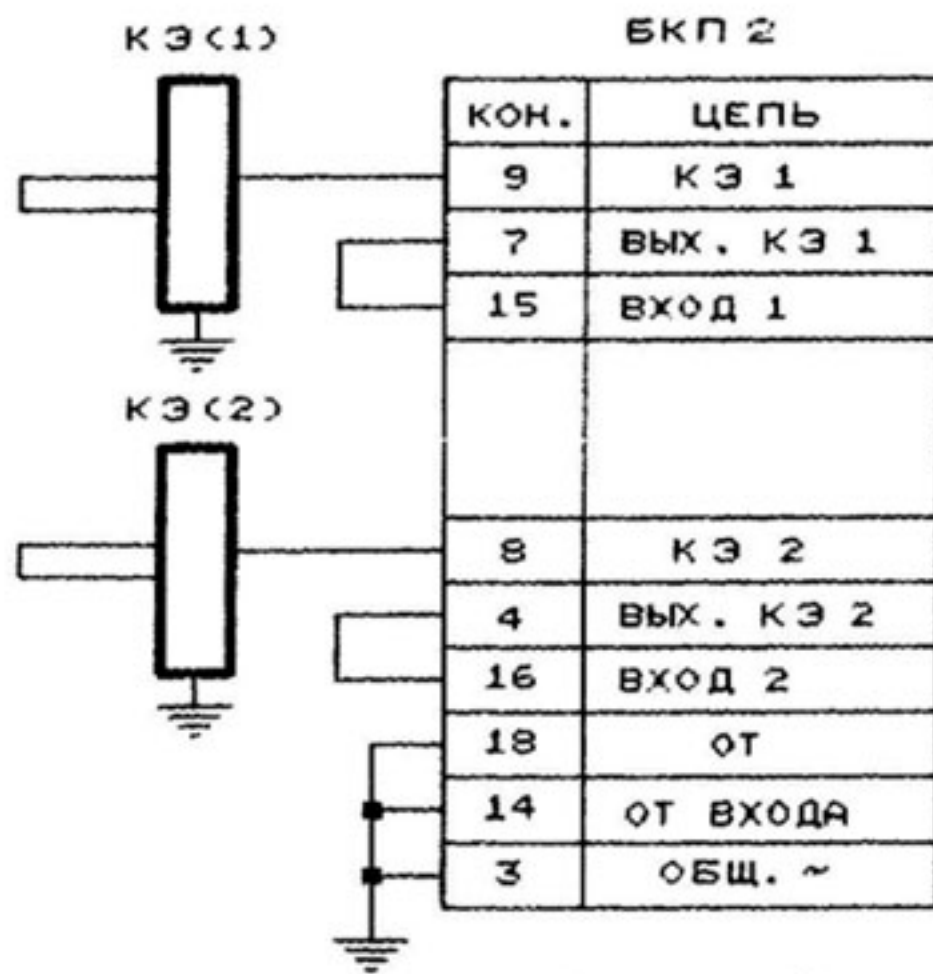 КЭ(1)
БКП 2
КОН. ЦЕПЬ
9 КЭ 1
7 ВЫХ. КЭ 1
15 ВХОД 1
КЭ(2)
8 КЭ 2
4 ВЫХ. КЭ 2
16 ВХОД 2
18 ОТ
14 ОТ ВХОДА
3 ОБЩ. ~